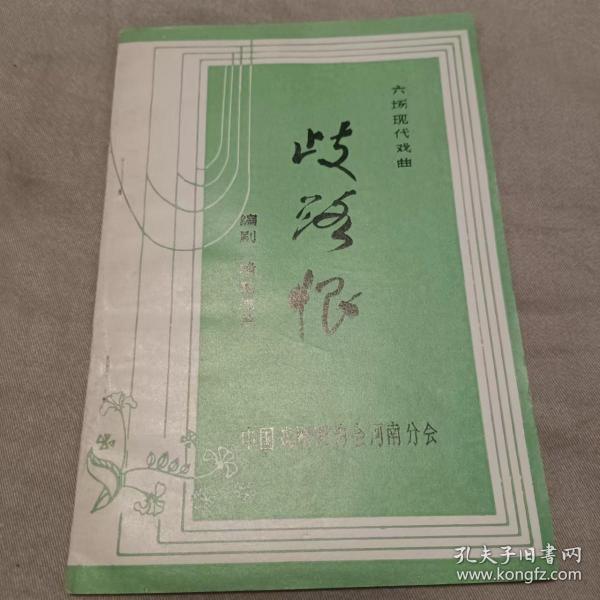 六场现代戏曲
歧路恨
编剧
中国戏剧家协会河南分会
孔夫子旧书网
www.kongfz.com